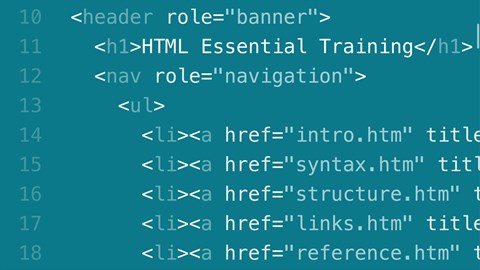 10 <header role="banner">
11 <h1>HTML Essential Training</h1>
12 <nav role="navigation">
13 <ul>
14 <li><a href="intro.htm" title
15 <li><a href="syntax.htm" titl
16 <li><a href="structure.htm" t
17 <li><a href="links.htm" title
18 <li><a href="reference.htm" t